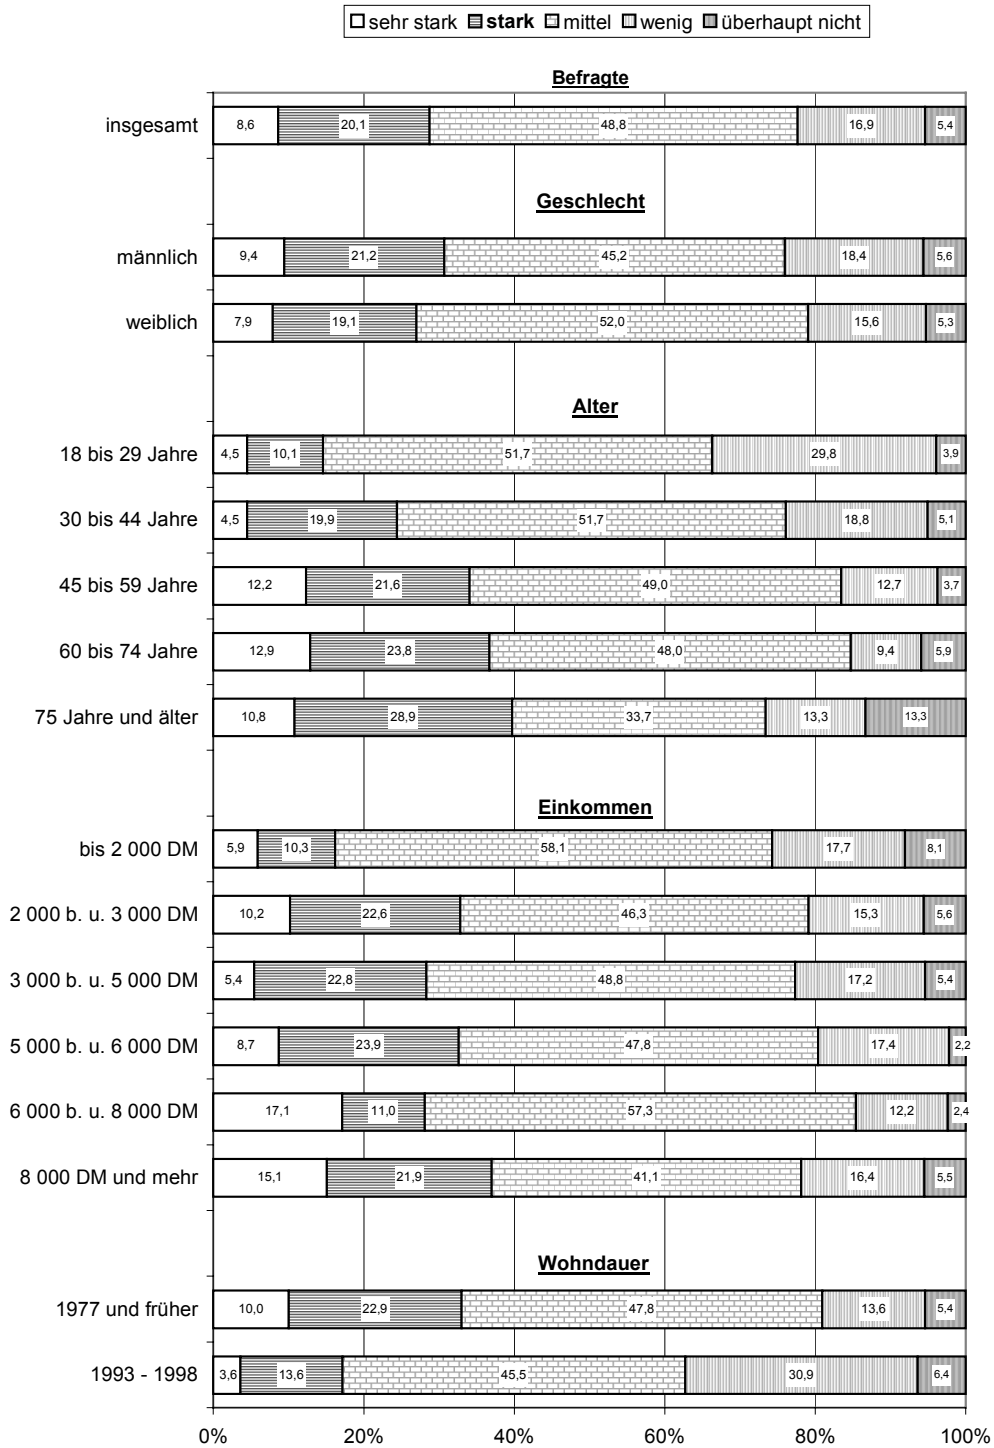 sehr stark stark mittel wenig überhaupt nicht
Befragte
insgesamt 8,6 20,1 48,8 16,9 5,4
Geschlecht
männlich 9,4 21,2 45,2 18,4 5,6
weiblich 7,9 19,1 52,0 15,6 5,3
Alter
18 bis 29 Jahre 4,5 10,1 51,7 29,8 3,9
30 bis 44 Jahre 4,5 19,9 51,7 18,8 5,1
45 bis 59 Jahre 12,2 21,6 49,0 12,7 3,7
60 bis 74 Jahre 12,9 23,8 48,0 9,4 5,9
75 Jahre und älter 10,8 28,9 33,7 13,3 13,3
Einkommen
bis 2 000 DM 5,9 10,3 58,1 17,7 8,1
2 000 b. u. 3 000 DM 10,2 22,6 46,3 15,3 5,6
3 000 b. u. 5 000 DM 5,4 22,8 48,8 17,2 5,4
5 000 b. u. 6 000 DM 8,7 23,9 47,8 17,4 2,2
6 000 b. u. 8 000 DM 17,1 11,0 57,3 12,2 2,4
8 000 DM und mehr 15,1 21,9 41,1 16,4 5,5
Wohndauer
1977 und früher 10,0 22,9 47,8 13,6 5,4
1993 - 1998 3,6 13,6 45,5 30,9 6,4
0% 20% 40% 60% 80% 100%